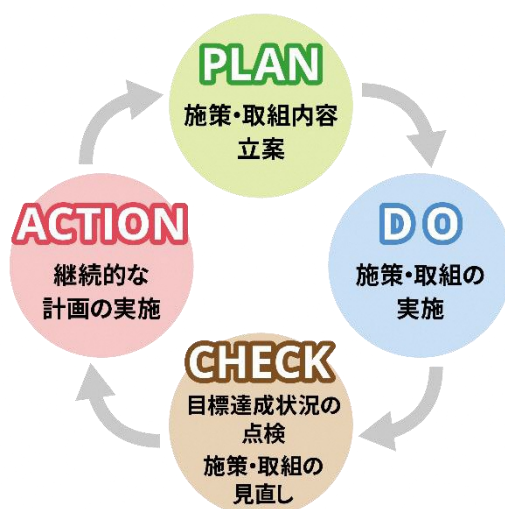 PLAN
施策・取組内容
立案
DO
施策・取組の
実施
CHECK
目標達成状況の
点検
施策・取組の
見直し
ACTION
継続的な
計画の実施